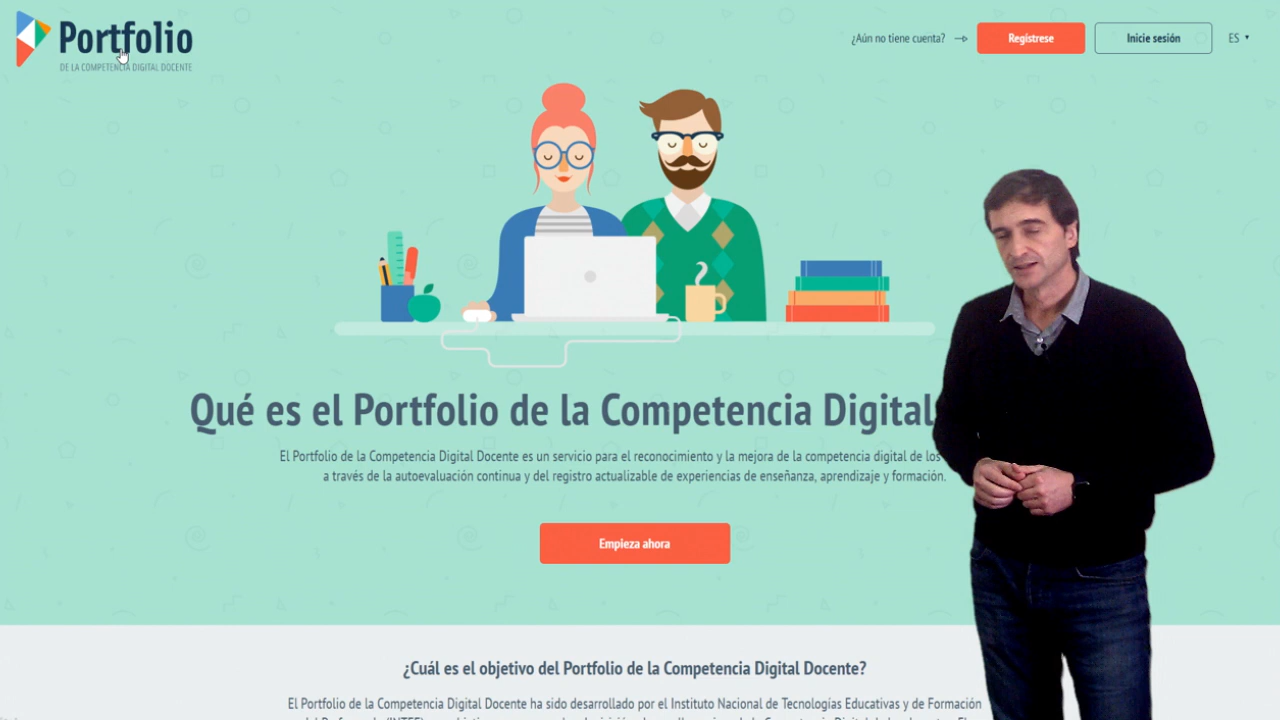 Portfolio
DE LA COMPETENCIA DIGITAL DOCENTE
¿Aún no tiene cuenta?
Regístrese
Inicie sesión
ES
Qué es el Portfolio de la Competencia Digital
El Portfolio de la Competencia Digital Docente es un servicio para el reconocimiento y la mejora de la competencia digital de los
a través de la autoevaluación continua y del registro actualizable de experiencias de enseñanza, aprendizaje y formación.
Empieza ahora
¿Cuál es el objetivo del Portfolio de la Competencia Digital Docente?
El Portfolio de la Competencia Digital Docente ha sido desarrollado por el Instituto Nacional de Tecnologías Educativas y de Formación